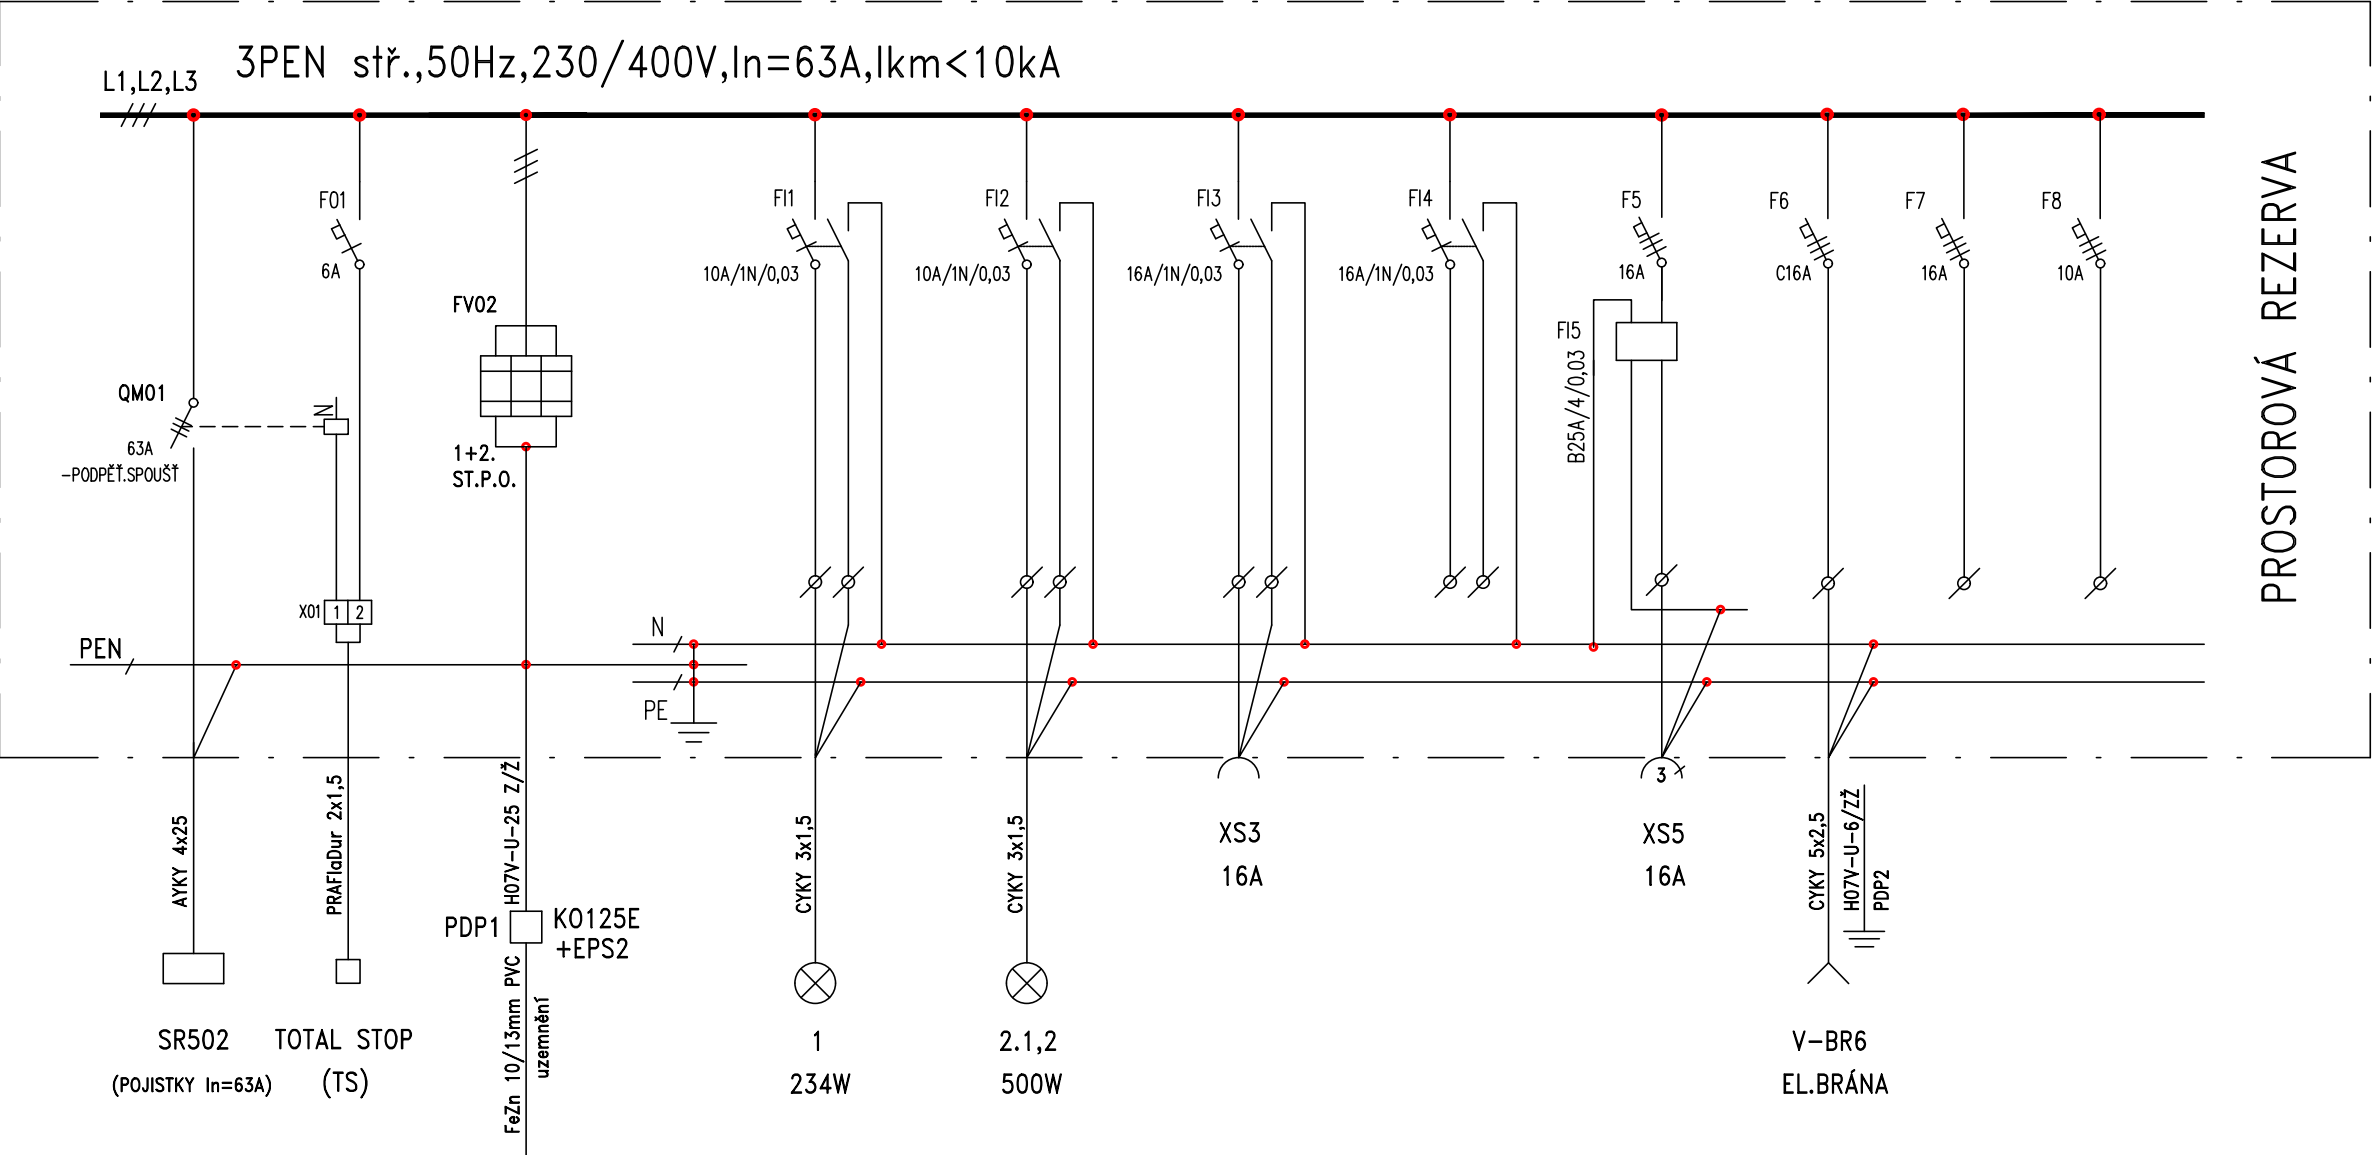 3PEN stř.,50Hz,230/400V,In=63A,Ikm<10kA
L1,L2,L3
F01
6A
FV02
1+2.
ST.P.O.
QM01
63A
-PODPĚŤ.SPOUŠŤ
N
X01 1 2
PEN
FI1
10A/1N/0,03
FI2
10A/1N/0,03
FI3
16A/1N/0,03
FI4
16A/1N/0,03
F5
16A
FI5
B25A/4/0,03
F6
C16A
F7
16A
F8
10A
PROSTOROVÁ REZERVA
N
PE
AYKY 4x25
PRAFlaDur 2x1,5
H07V-U-25 Z/Ž
PDP1
KO125E
+EPS2
FeZn 10/13mm PVC
uzemnění
CYKY 3x1,5
CYKY 3x1,5
XS3
16A
3
XS5
16A
CYKY 5x2,5
H07V-U-6/ZŽ
PDP2
SR502
(POJISTKY In=63A)
TOTAL STOP
(TS)
1
234W
2.1,2
500W
V-BR6
EL.BRÁNA